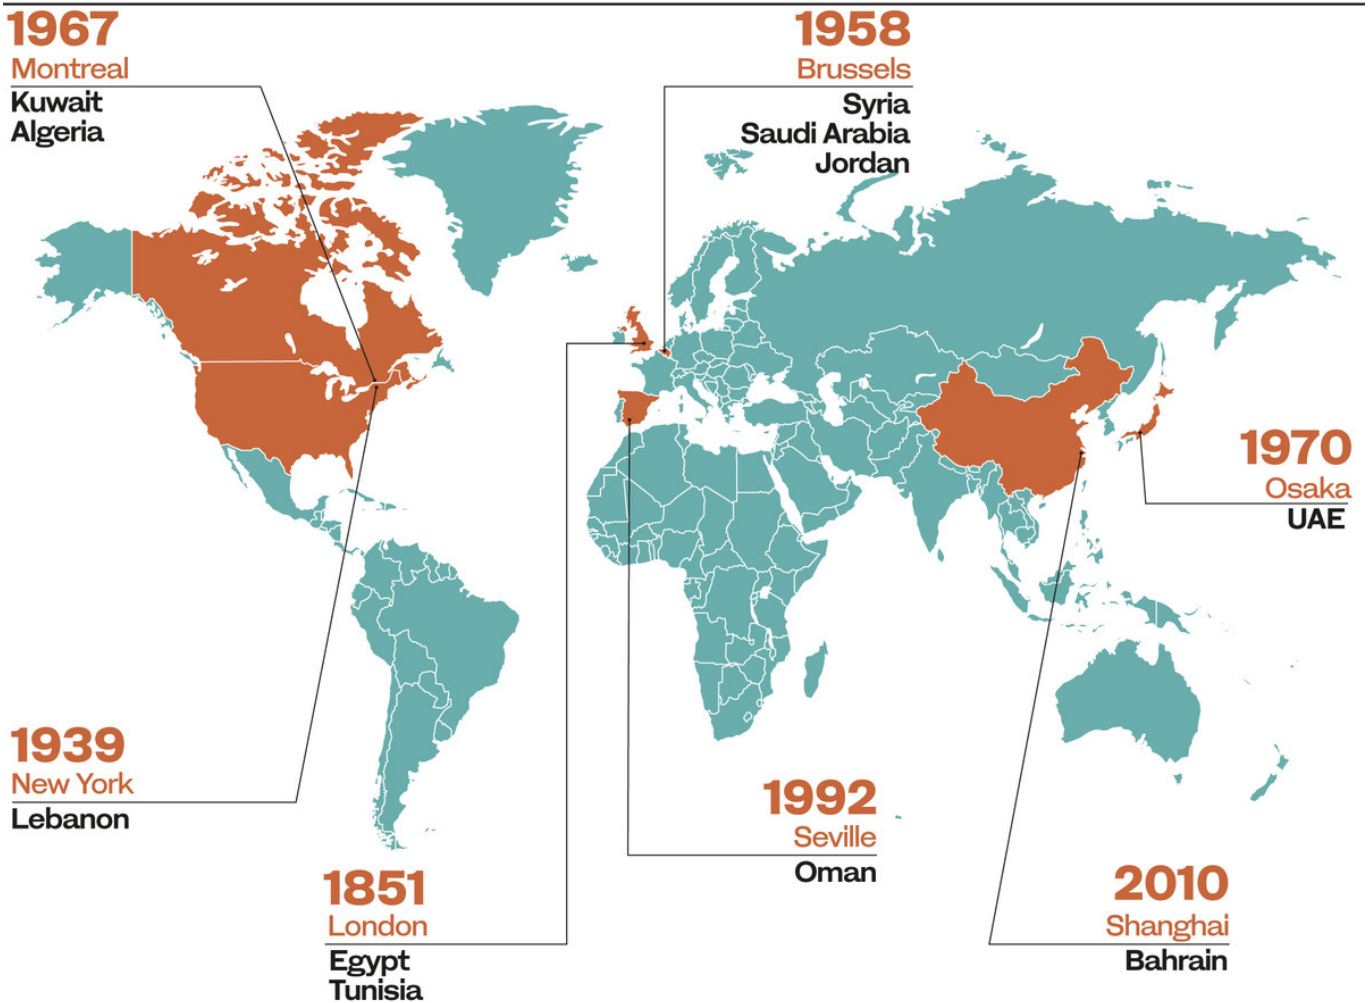 1967
Montreal
Kuwait
Algeria
1958
Brussels
Syria
Saudi Arabia
Jordan
1970
Osaka
UAE
1939
New York
Lebanon
1992
Seville
Oman
1851
London
Egypt
Tunisia
2010
Shanghai
Bahrain